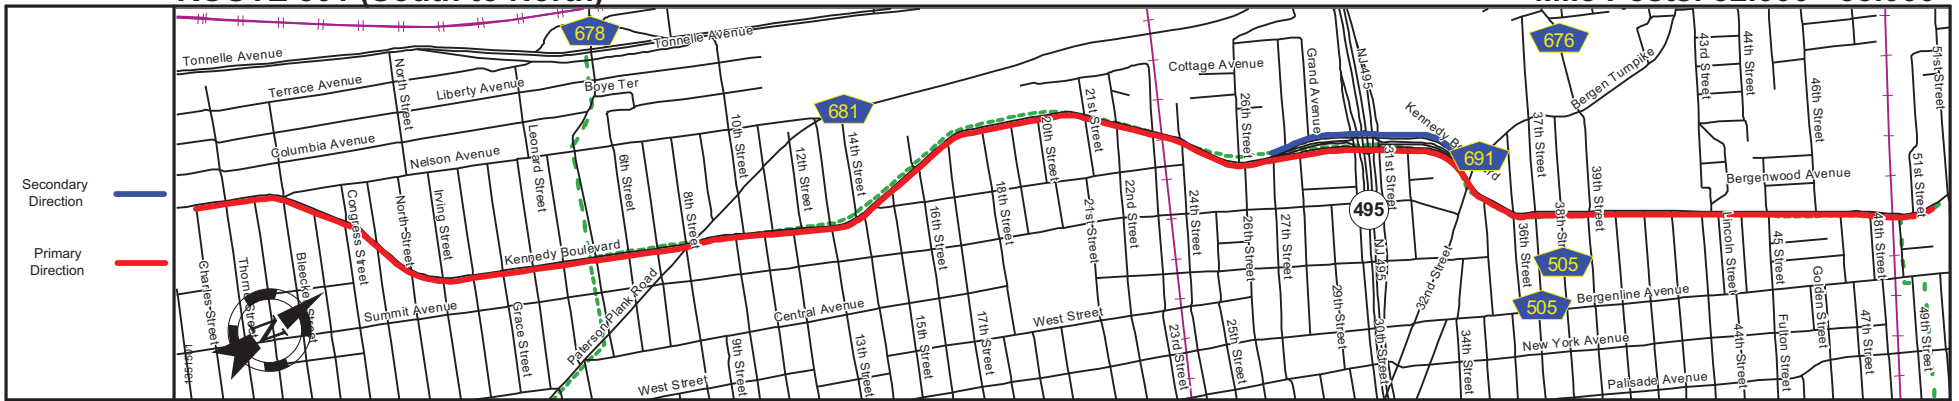 Secondary
Direction
Primary
Direction
678
676
681
691
495
505
505
Tonnelle Avenue
Tonnelle Avenue
Terrace Avenue
North Street
Liberty Avenue
Boye Ter
Columbia Avenue
Nelson Avenue
Leonard Street
6th Street
8th Street
10th Street
12th Street
14th Street
16th Street
18th Street
20th Street
21st Street
21st Street
22nd Street
24th Street
Cottage Avenue
26th Street
26th Street
27th Street
Grand Avenue
NJ 495
NJ 495
31st Street
37th Street
Bergen Turnpike
43rd Street
44th Street
46th Street
51st Street
51st Street
Bergenwood Avenue
39th Street
38th Street
36th Street
Lincoln Street
45 Street
Golden Street
48th Street
Charles Street
Congress Street
North Street
Irving Street
Kennedy Boulevard
Summit Avenue
Grace Street
Paterson Plank Road
Central Avenue
West Street
West Street
9th Street
13th Street
15th Street
17th Street
23rd Street
25th Street
29th Street
30th Street
32nd Street
34th Street
Bergenline Avenue
New York Avenue
Palisade Avenue
44th Street
Fulton Street
47th Street
49th Street